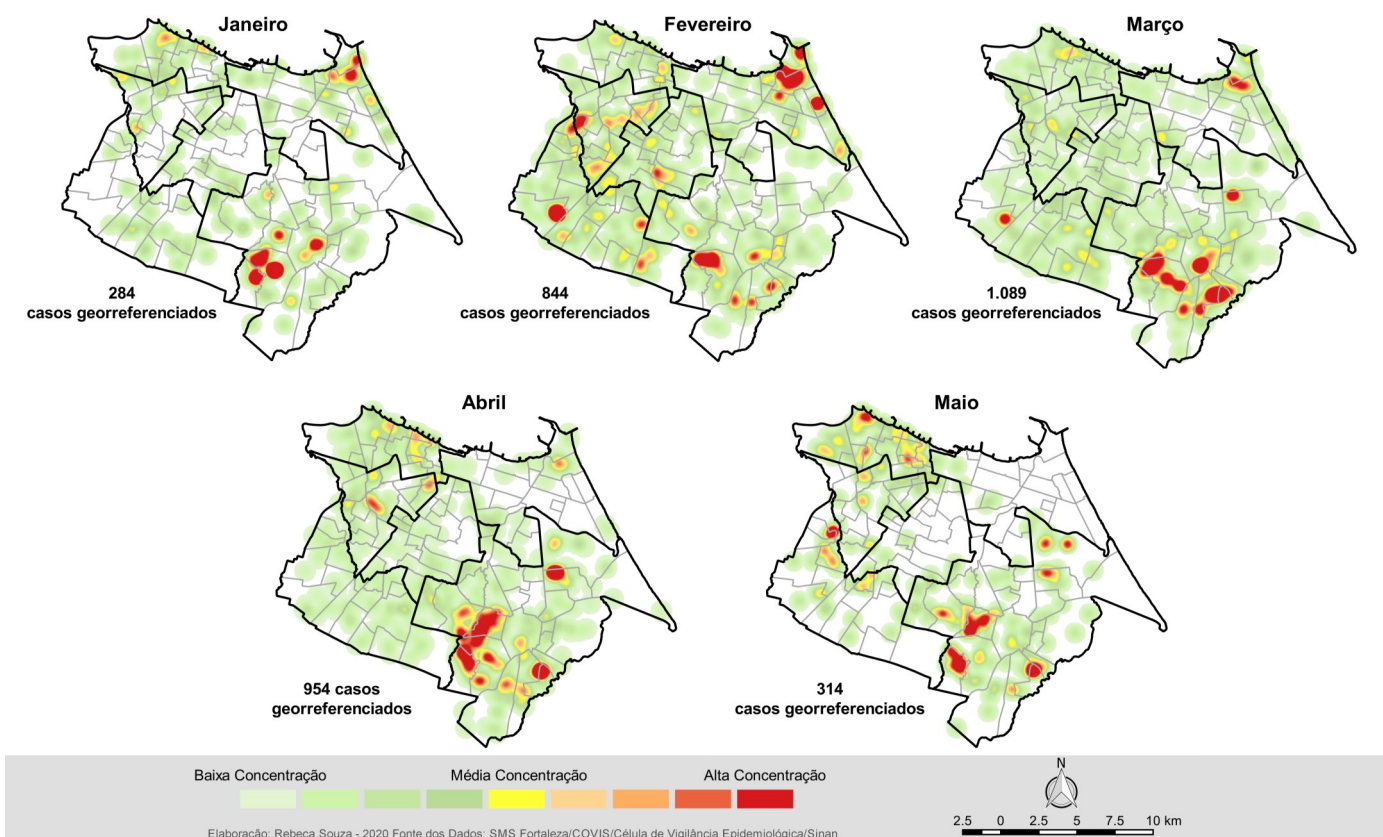 Janeiro
Fevereiro
Março
284
casos georreferenciados
844
casos georreferenciados
1.089
casos georreferenciados
Abril
Maio
954 casos
georreferenciados
314
casos georreferenciados
Baixa Concentração
Média Concentração
Alta Concentração
N
2.5 0 2.5 5 7.5 10 km
Elaboração: Rebeca Souza - 2020 Fonte dos Dados: SMS Fortaleza/COVIS/Célula de Vigilância Epidemiológica/Sinan